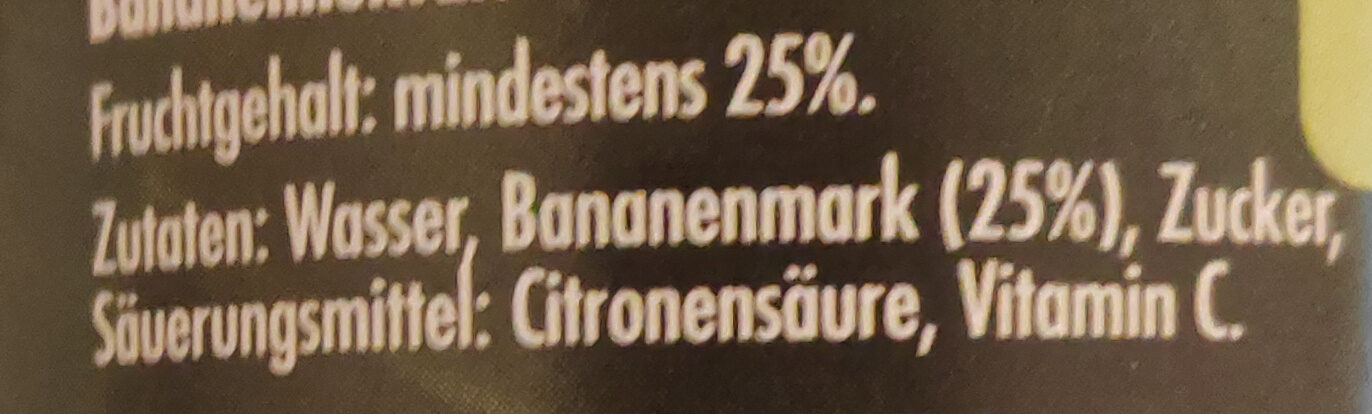 Fruchtgehalt: mindestens 25%.
Zutaten: Wasser, Bananenmark (25%), Zucker,
Säuerungsmittel: Citronensäure, Vitamin C.